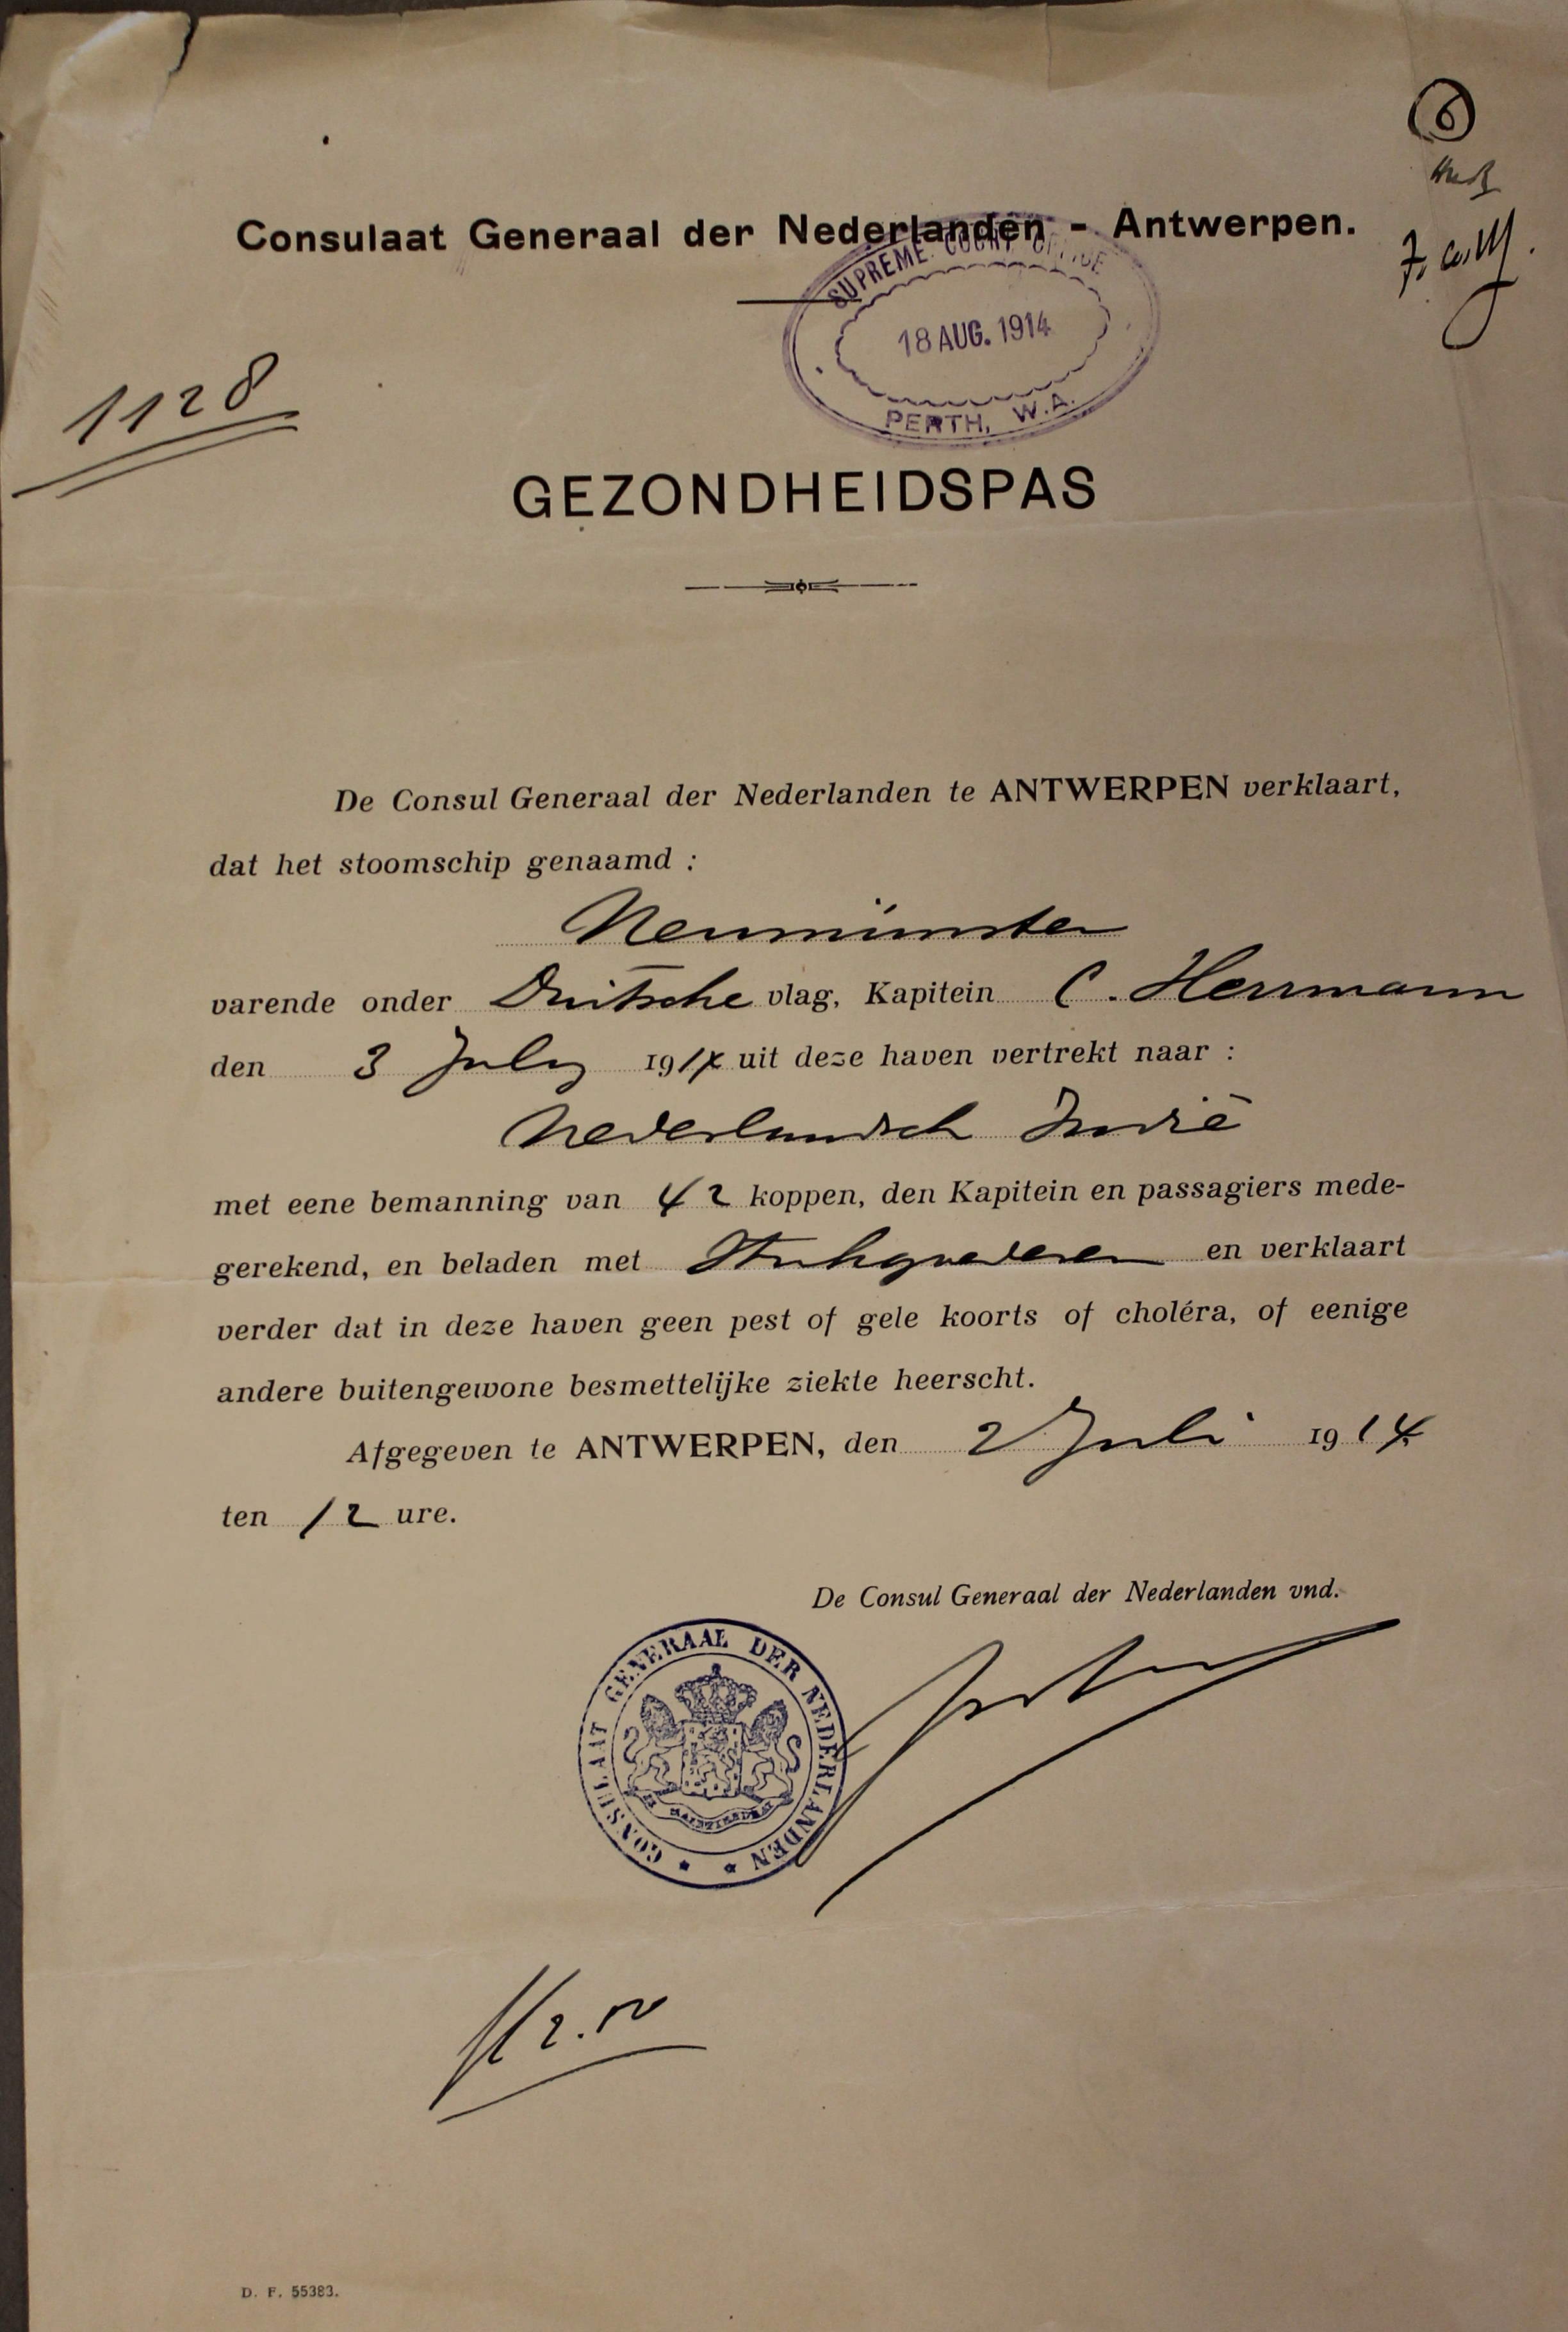 6
Consulaat Generaal der Nederlanden - Antwerpen.
SUPREME COURT OFFICE
18 AUG. 1914
PERTH, W.A.
1128
GEZONDHEIDSPAS
De Consul Generaal der Nederlanden te ANTWERPEN verklaart,
dat het stoomschip genaamd :
Neumünster
varende onder Duitsche vlag, Kapitein C. Herrmann
den 3 July 1914 uit deze haven vertrekt naar :
Nederlandsch Indië
met eene bemanning van 42 koppen, den Kapitein en passagiers mede-
gerekend, en beladen met Stukgoederen en verklaart
verder dat in deze haven geen pest of gele koorts of choléra, of eenige
andere buitengewone besmettelijke ziekte heerscht.
Afgegeven te ANTWERPEN, den 2 Juli 1914
ten 12 ure.
De Consul Generaal der Nederlanden vnd.
CONSULAAT GENERAAL DER NEDERLANDEN
D. F. 55383.